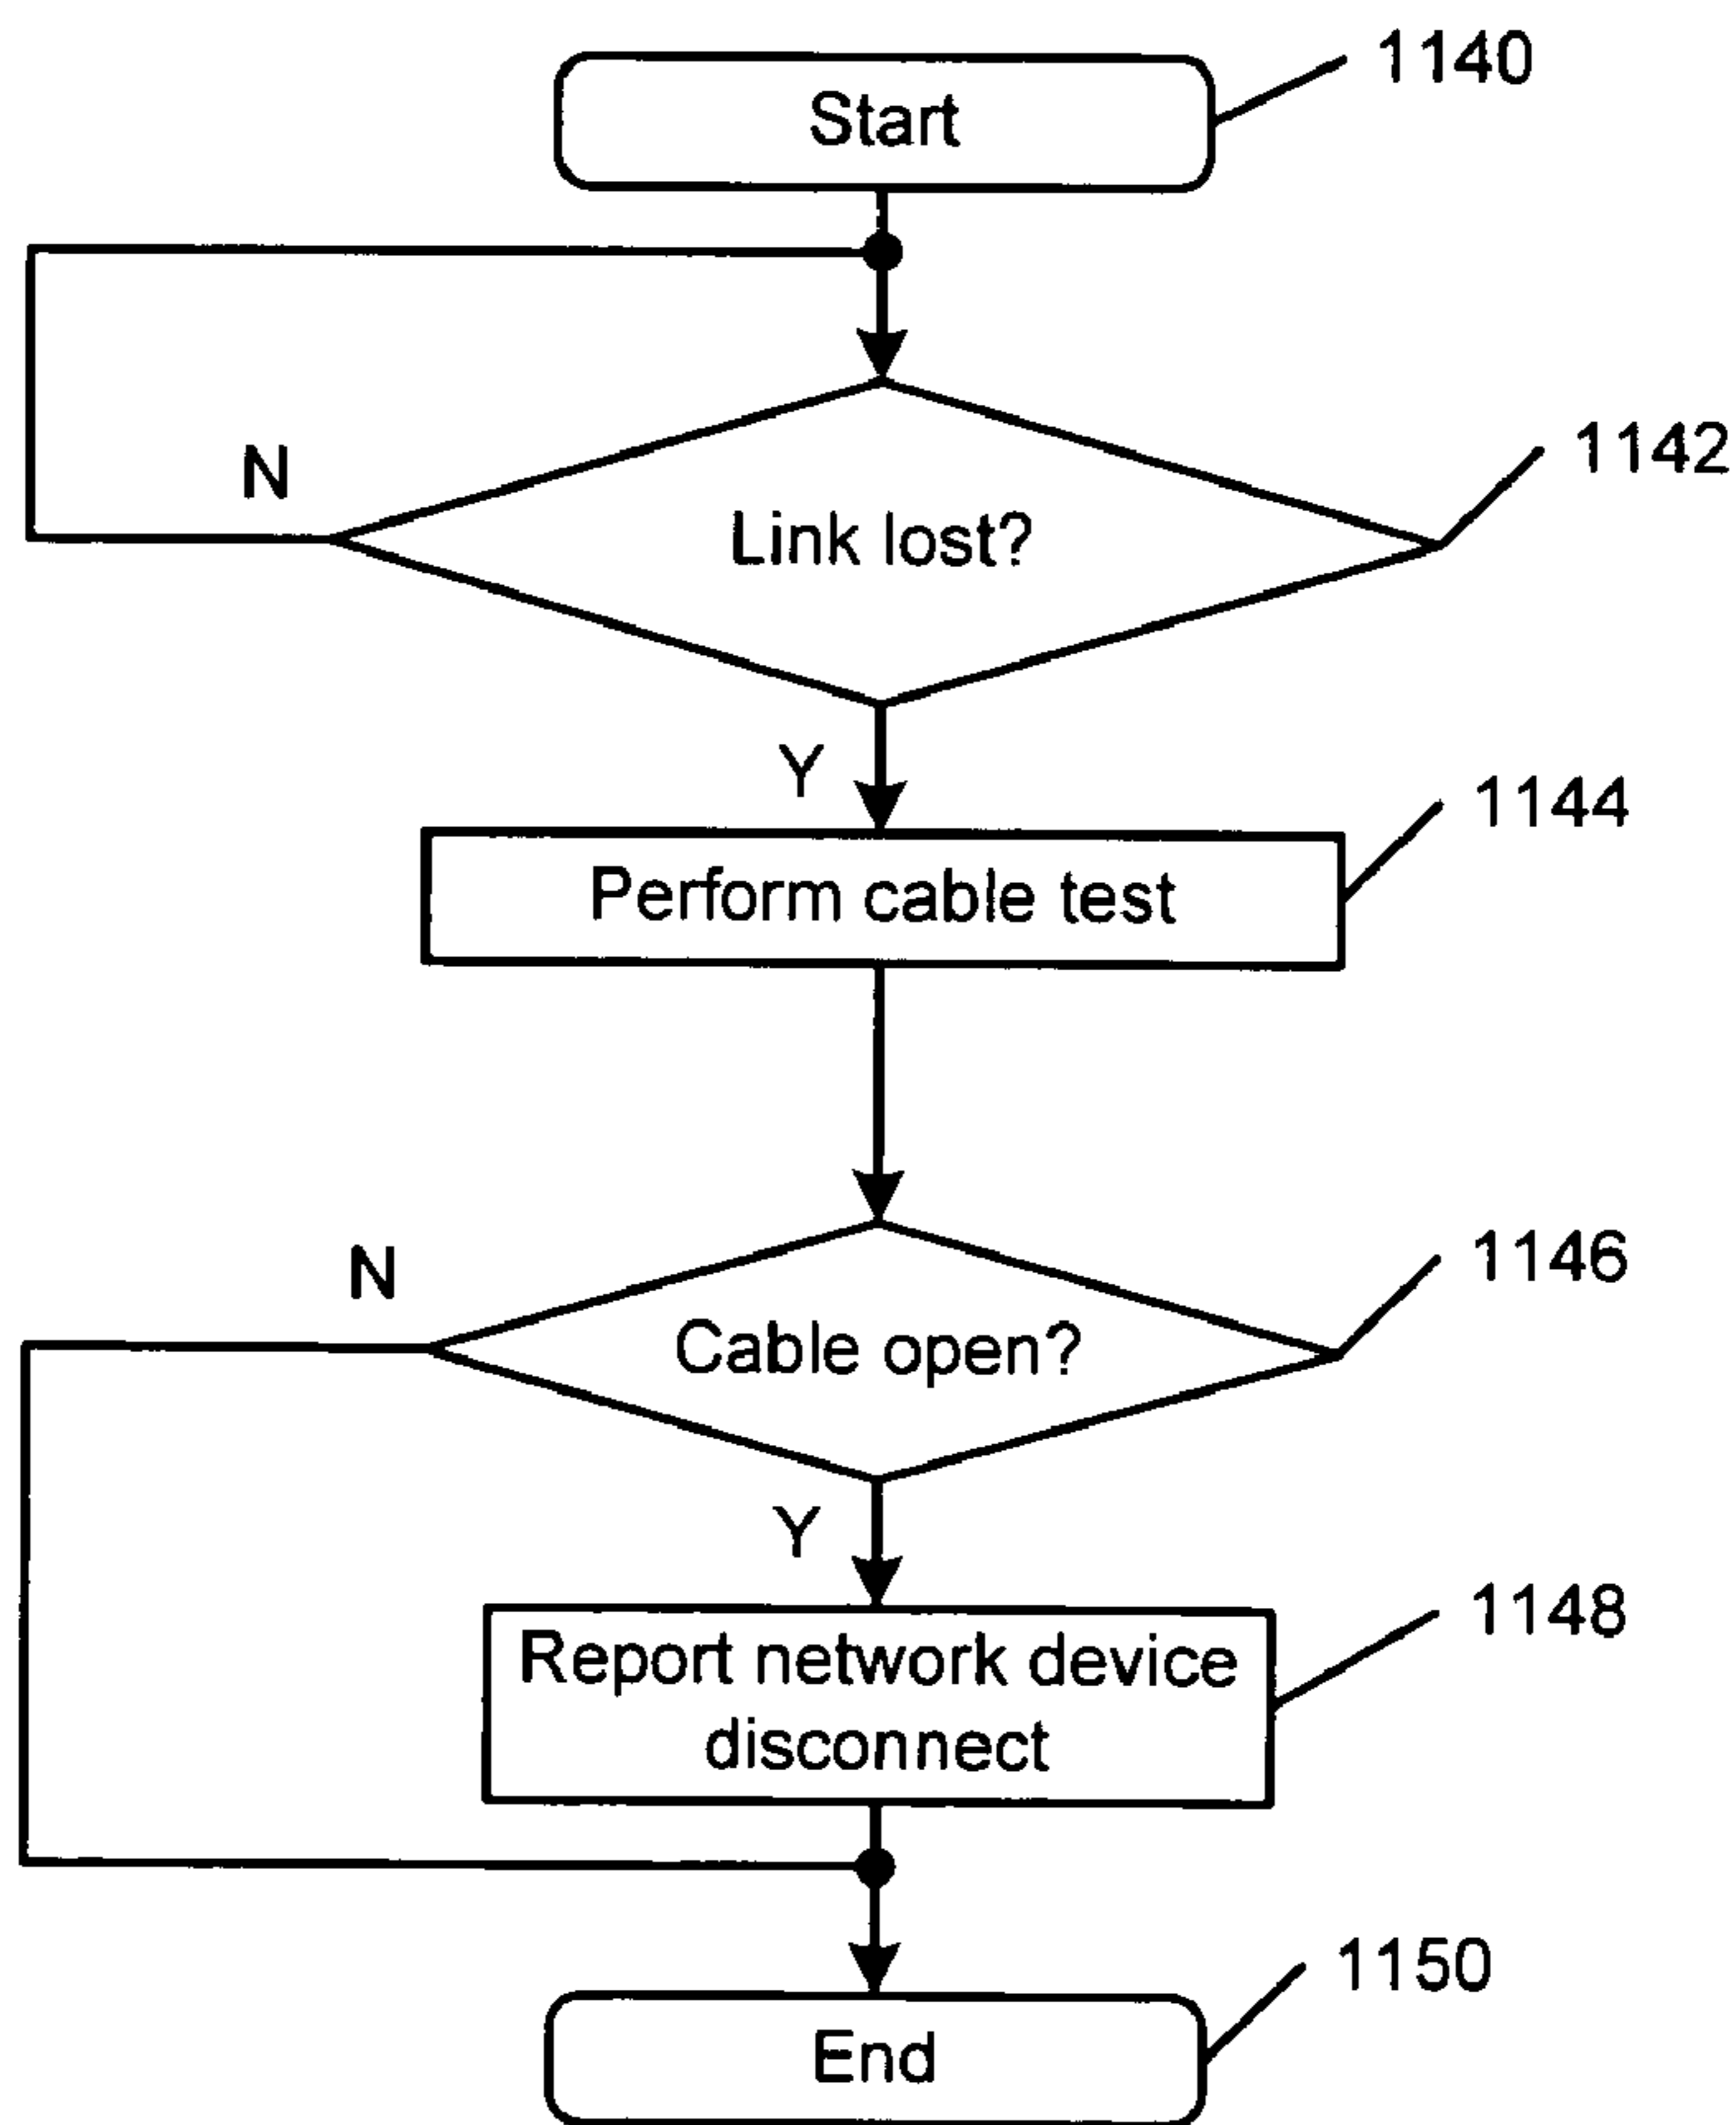 Start
1140
N
Link lost?
1142
Y
Perform cable test
1144
N
Cable open?
1146
Y
Report network device
disconnect
1148
End
1150